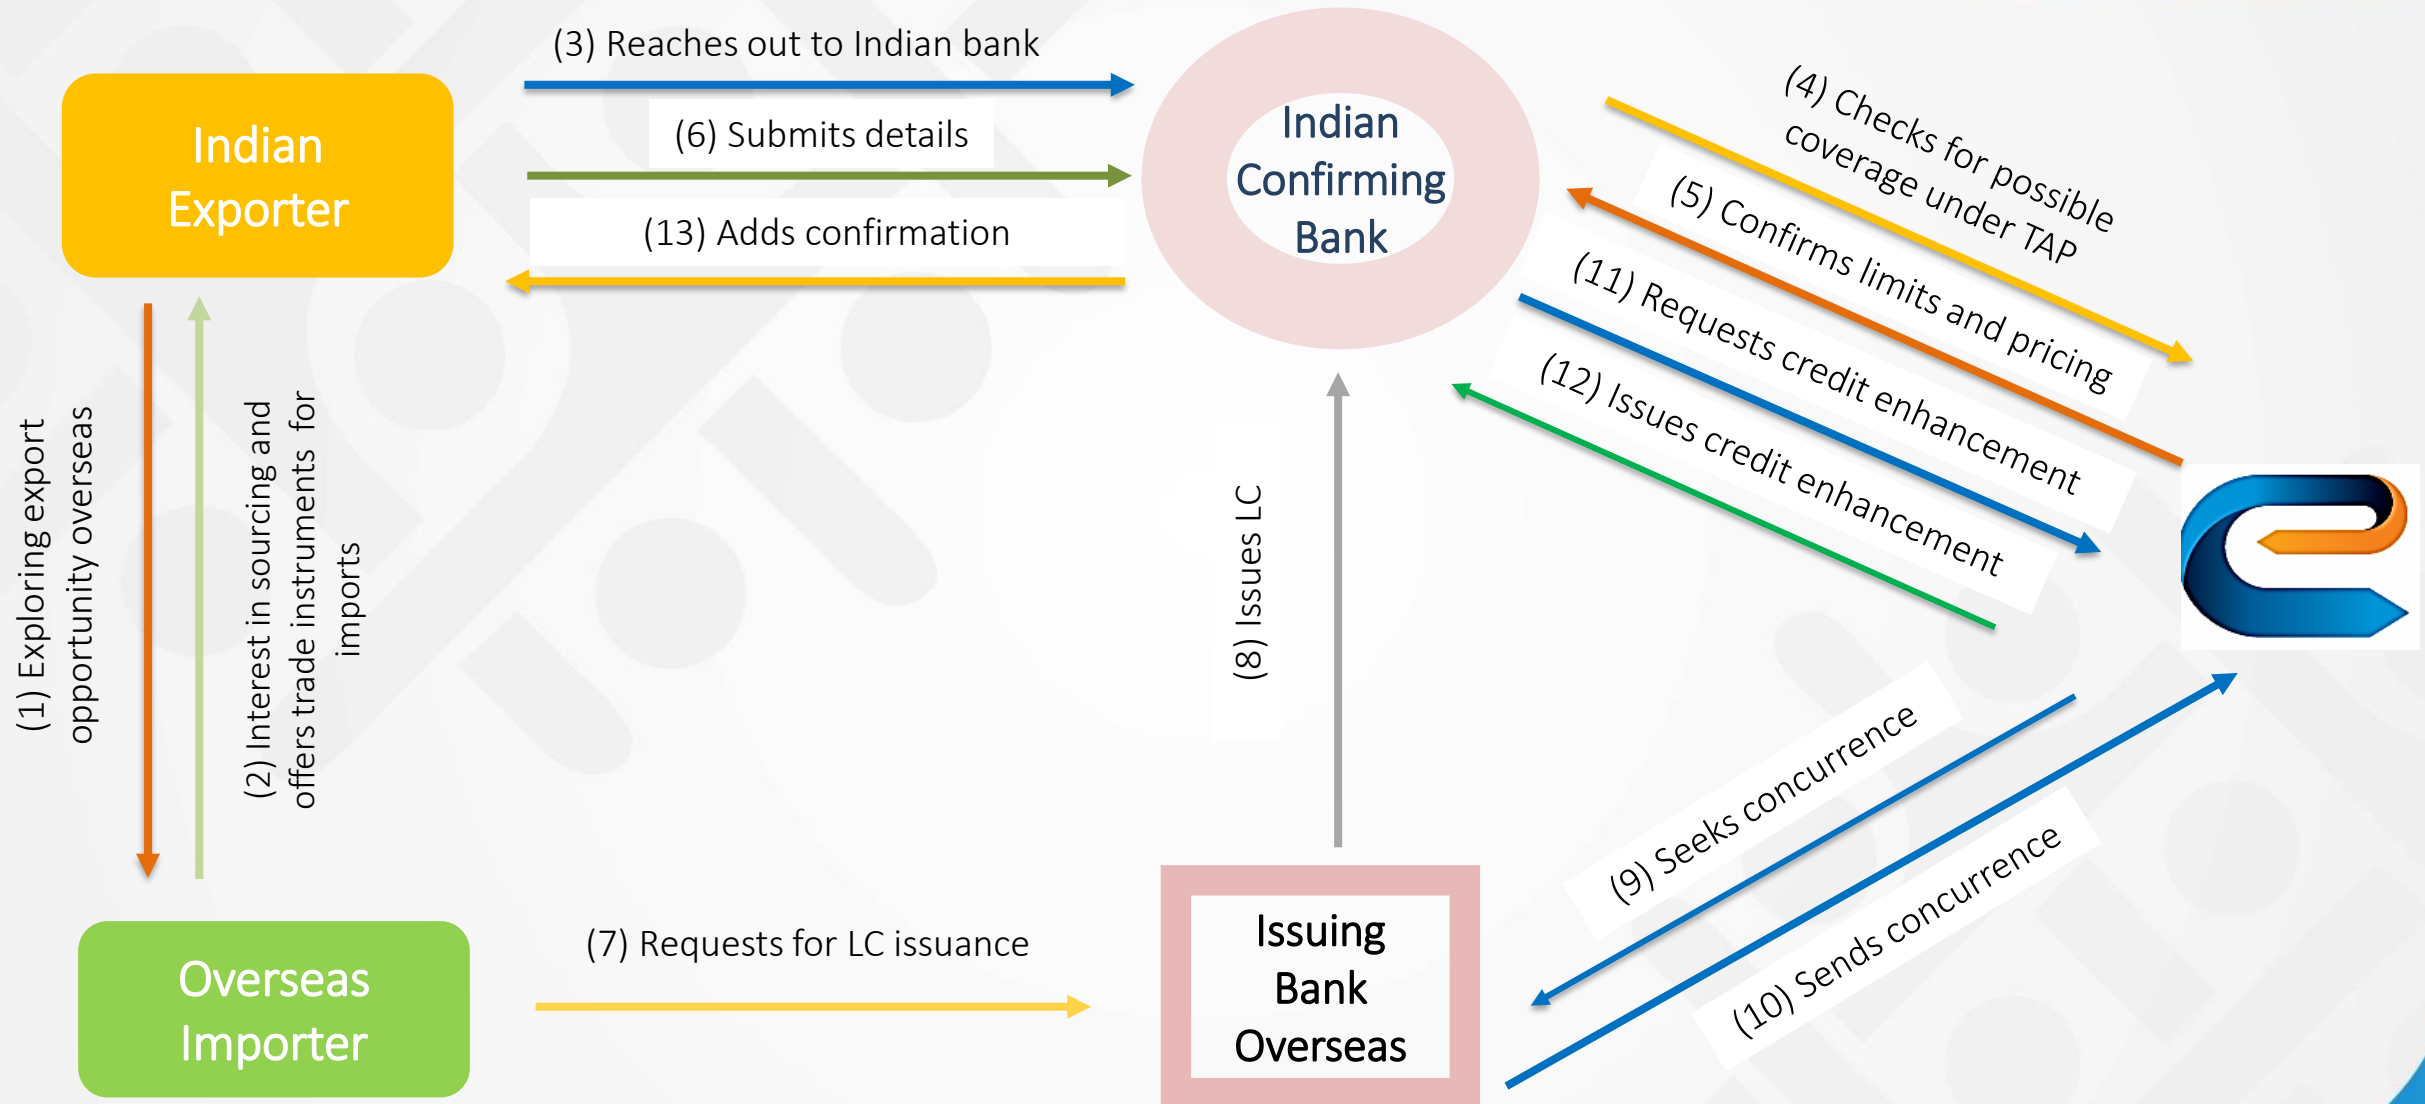 (3) Reaches out to Indian bank
Indian
Exporter
(6) Submits details
(13) Adds confirmation
Indian
Confirming
Bank
(4) Checks for possible
coverage under TAP
(5) Confirms limits and pricing
(11) Requests credit enhancement
(12) Issues credit enhancement
(1) Exploring export
opportunity overseas
(2) Interest in sourcing and
offers trade instruments for
imports
(8) Issues LC
(9) Seeks concurrence
(10) Sends concurrence
Overseas
Importer
(7) Requests for LC issuance
Issuing
Bank
Overseas